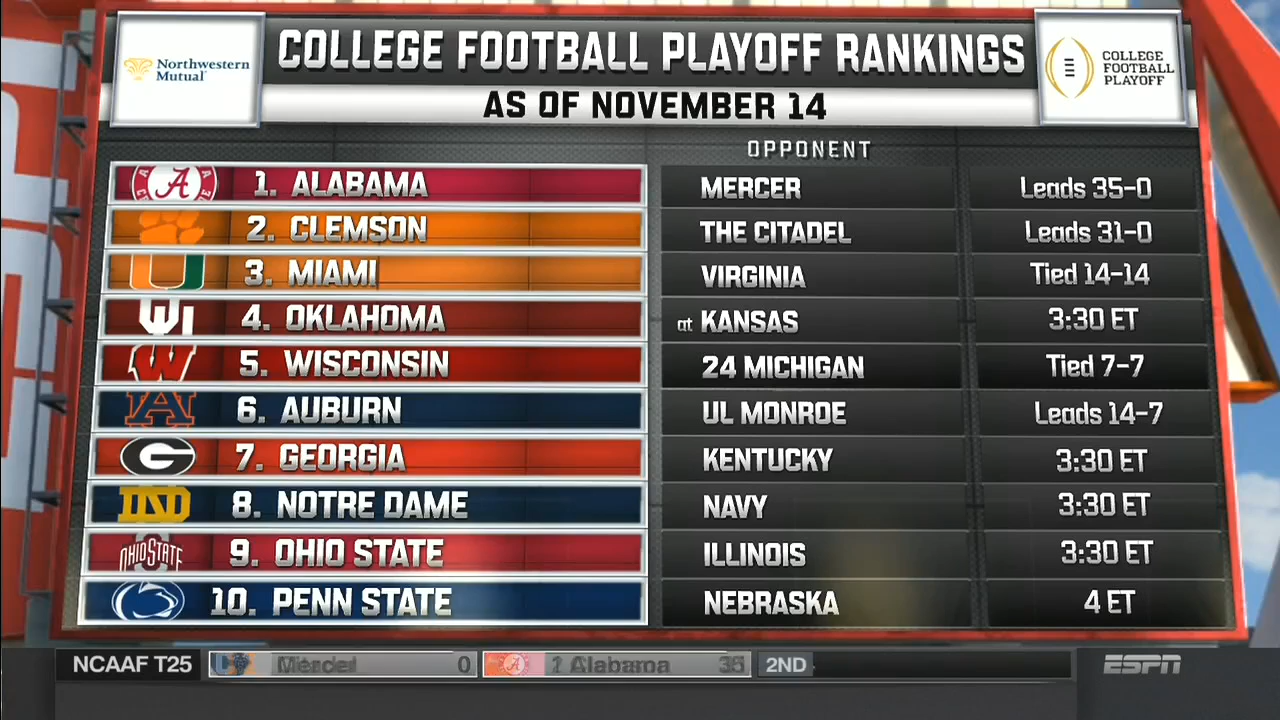 Northwestern Mutual
COLLEGE FOOTBALL PLAYOFF RANKINGS
COLLEGE FOOTBALL PLAYOFF
AS OF NOVEMBER 14
OPPONENT
A 1. ALABAMA MERCER Leads 35-0
2. CLEMSON THE CITADEL Leads 31-0
U 3. MIAMI VIRGINIA Tied 14-14
4. OKLAHOMA at KANSAS 3:30 ET
W 5. WISCONSIN 24 MICHIGAN Tied 7-7
AU 6. AUBURN UL MONROE Leads 14-7
G 7. GEORGIA KENTUCKY 3:30 ET
ND 8. NOTRE DAME NAVY 3:30 ET
OHIO STATE 9. OHIO STATE ILLINOIS 3:30 ET
10. PENN STATE NEBRASKA 4 ET
NCAAF T25 Mercer 0 1 Alabama 35 2ND ESPN